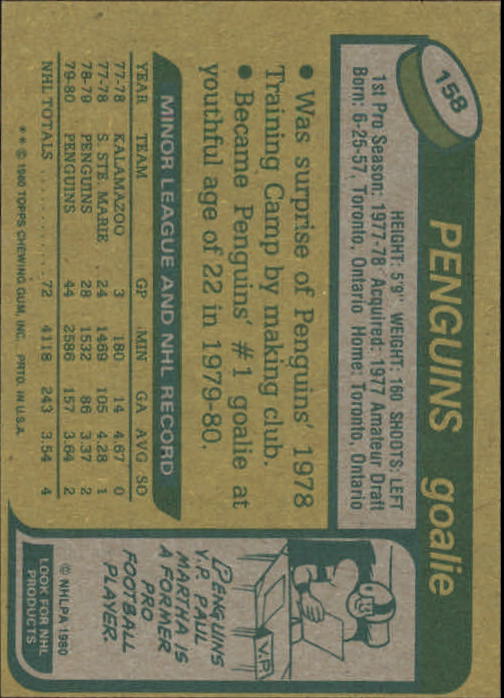 158
PENGUINS goalie
HEIGHT: 5'9" WEIGHT: 160 SHOOTS: LEFT
1st Pro Season: 1977-78 Acquired: 1977 Amateur Draft
Born: 6-25-57, Toronto, Ontario Home: Toronto, Ontario
• Was surprise of Penguins' 1978
Training Camp by making club.
• Became Penguins' #1 goalie at
youthful age of 22 in 1979-80.
MINOR LEAGUE AND NHL RECORD
YEAR TEAM GP MIN GA AVG SO
77-78 KALAMAZOO 3 180 14 4.67 0
77-78 S. STE. MARIE . 24 1469 105 4.28 1
78-79 PENGUINS 28 1532 86 3.37 2
79-80 PENGUINS . 44 2586 157 3.64 2
NHL TOTALS ............ 72 4118 243 3.54 4
** © 1980 TOPPS CHEWING GUM, INC. PRTD. IN U.S.A.
V.P.
PENGUINS
V.P. PAUL
MARTHA IS
A FORMER
PRO
FOOTBALL
PLAYER.
© NHLPA 1980
LOOK FOR NHL
PRODUCTS